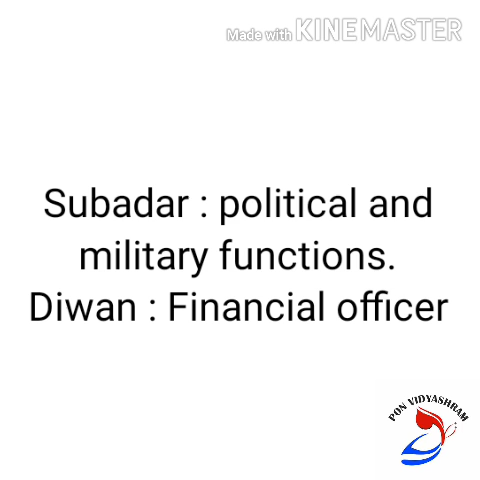 Made with KINEMASTER
Subadar : political and
military functions.
Diwan : Financial officer
PON VIDYASHRAM